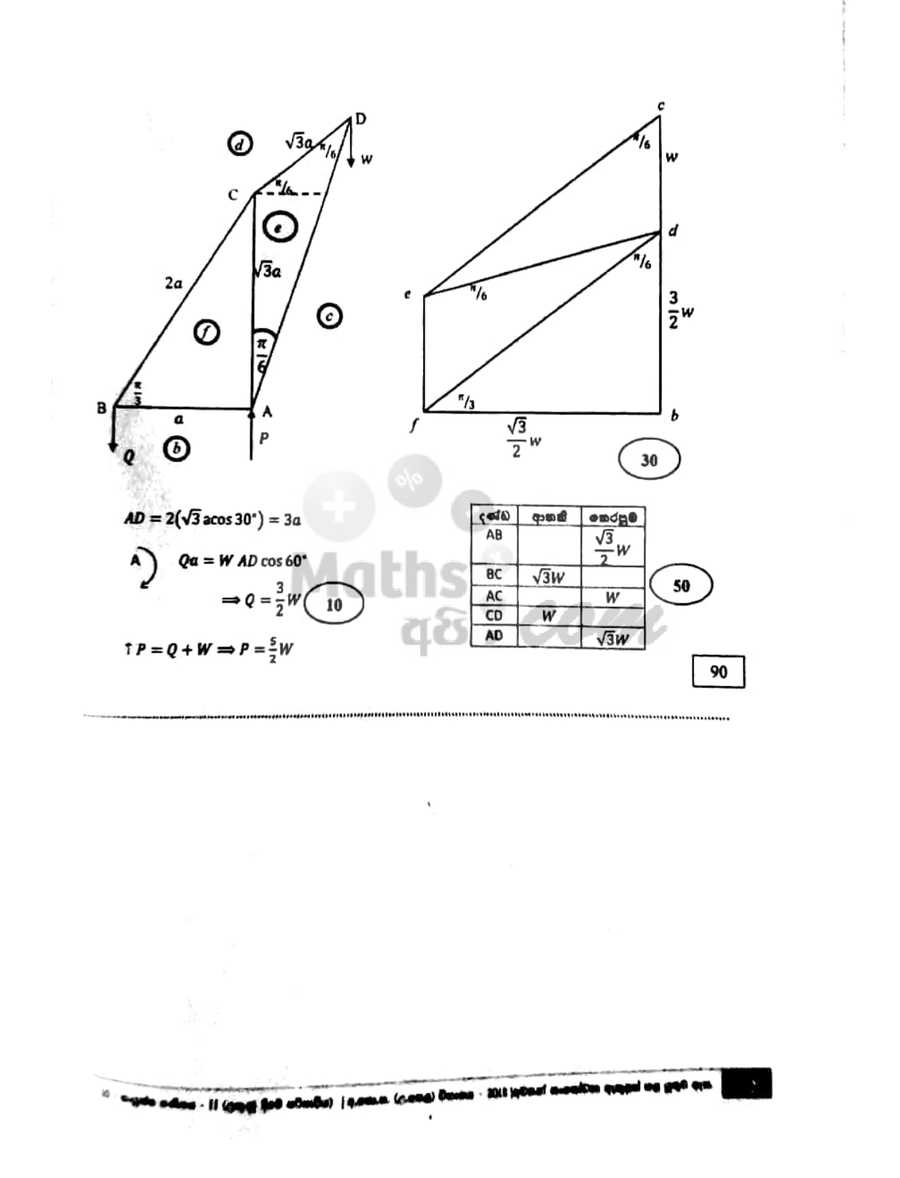 D
d
√3a
π/6
W
C
π/6
e
√3a
2a
c
f
π/6
π/3
B
a
A
b
P
Q
c
π/6
W
d
π/6
e
π/6
3/2 W
π/3
f
b
√3/2 W
30
AD = 2(√3 acos 30°) = 3a
A Qa = W AD cos 60°
⟹ Q = 3/2 W
10
↑ P = Q + W ⟹ P = 5/2 W
දණ්ඩ ආතති තෙරපුම්
AB √3/2 W
BC √3W
AC W
CD W
AD √3W
50
90
Maths
අපි
com